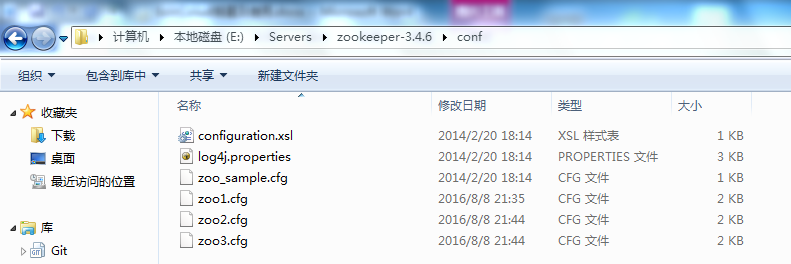 计算机 本地磁盘 (E:) Servers zookeeper-3.4.6 conf
组织 包含到库中 共享 新建文件夹
收藏夹
下载
桌面
最近访问的位置
库
Git
名称 修改日期 类型 大小
configuration.xsl 2014/2/20 18:14 XSL 样式表 1 KB
log4j.properties 2014/2/20 18:14 PROPERTIES 文件 3 KB
zoo_sample.cfg 2014/2/20 18:14 CFG 文件 1 KB
zoo1.cfg 2016/8/8 21:35 CFG 文件 2 KB
zoo2.cfg 2016/8/8 21:44 CFG 文件 2 KB
zoo3.cfg 2016/8/8 21:44 CFG 文件 2 KB